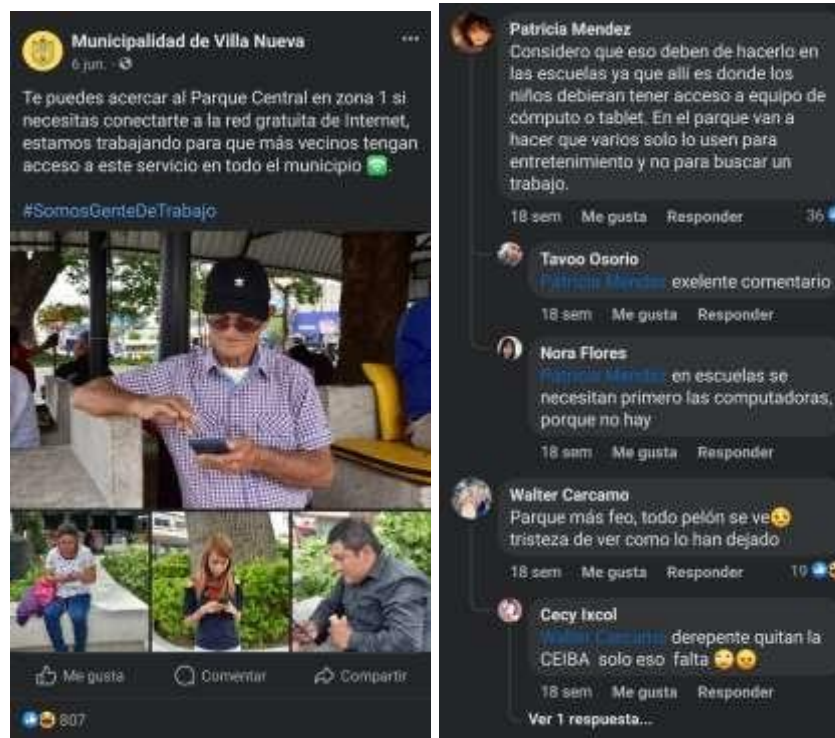 Municipalidad de Villa Nueva
6 jun.
Te puedes acercar al Parque Central en zona 1 si
necesitas conectarte a la red gratuita de Internet,
estamos trabajando para que más vecinos tengan
acceso a este servicio en todo el municipio
#SomosGenteDeTrabajo
Me gusta Comentar Compartir
807
Patricia Mendez
Considero que eso deben de hacerlo en
las escuelas ya que alli es donde los
niños debieran tener acceso a equipo de
cómputo o tablet. En el parque van a
hacer que varios solo lo usen para
entretenimiento y no para buscar un
trabajo.
18 sem Me gusta Responder 36
Tavoo Osorio
Patricia Mendez exelente comentario
18 sem Me gusta Responder
Nora Flores
Patricia Mendez en escuelas se
necesitan primero las computadoras,
porque no hay
18 sem Me gusta Responder
Walter Carcamo
Parque más feo, todo pelón se ve
tristeza de ver como lo han dejado
18 sem Me gusta Responder 19
Cecy Ixcol
Walter Carcamo derepente quitan la
CEIBA solo eso falta
18 sem Me gusta Responder
Ver 1 respuesta...